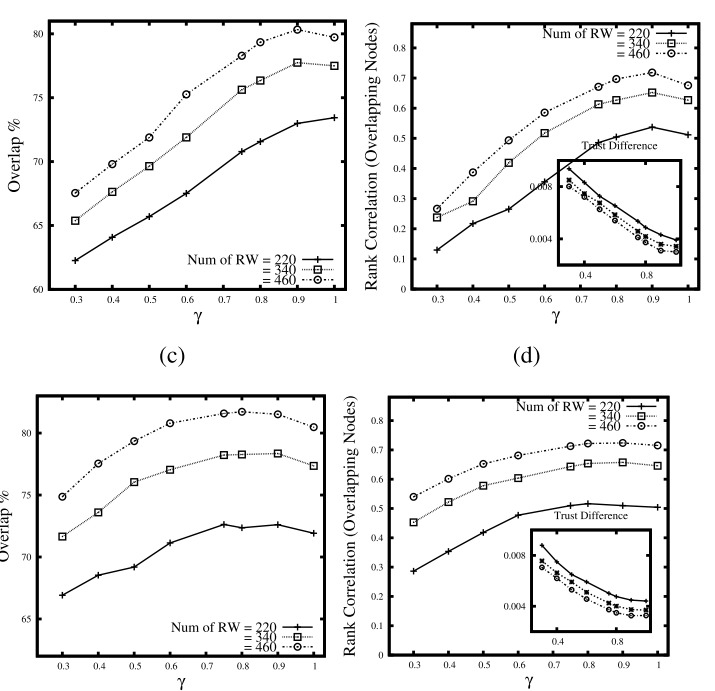 80
75
70
65
60
Overlap %
Num of RW = 220
= 340
= 460
0.3 0.4 0.5 0.6 0.7 0.8 0.9 1
γ
0.8
0.7
0.6
0.5
0.4
0.3
0.2
0.1
0
Rank Correlation (Overlapping Nodes)
Num of RW = 220
= 340
= 460
Trust Difference
0.008
0.004
0.4 0.8
0.3 0.4 0.5 0.6 0.7 0.8 0.9 1
γ
(c)
(d)
80
75
70
65
Overlap %
Num of RW = 220
= 340
= 460
0.3 0.4 0.5 0.6 0.7 0.8 0.9 1
γ
0.8
0.7
0.6
0.5
0.4
0.3
0.2
0.1
0
Rank Correlation (Overlapping Nodes)
Num of RW = 220
= 340
= 460
Trust Difference
0.008
0.004
0.4 0.8
0.3 0.4 0.5 0.6 0.7 0.8 0.9 1
γ